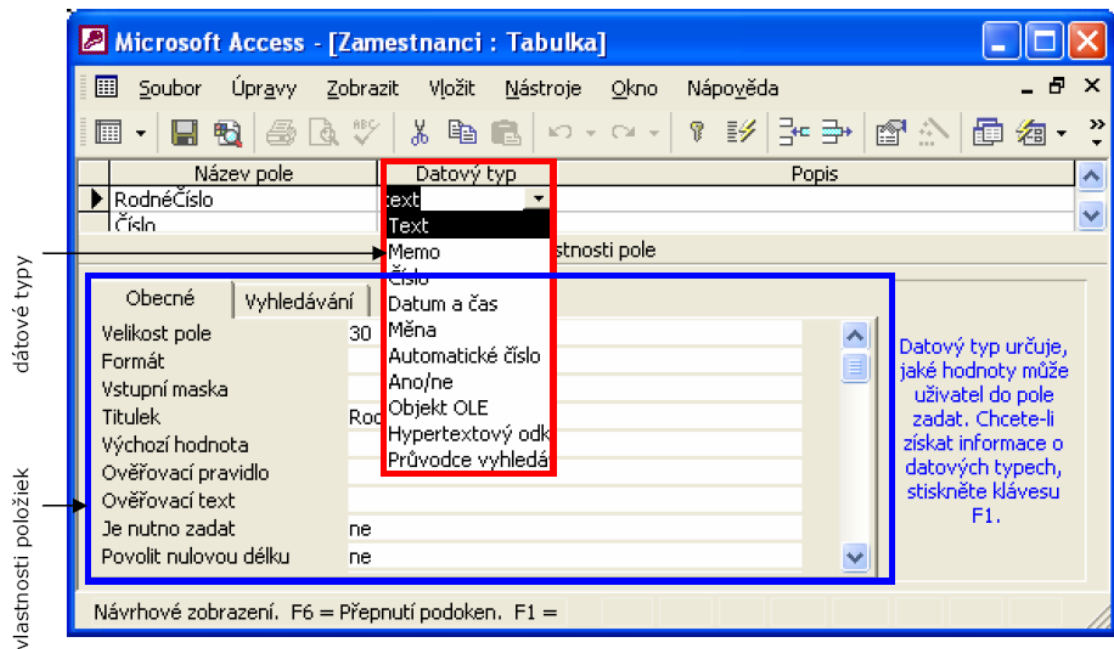 Microsoft Access - [Zamestnanci : Tabulka]
Soubor Úpravy Zobrazit Vložit Nástroje Okno Nápověda
Název pole Datový typ Popis
RodnéČíslo text
Číslo Text
Memo stnosti pole
Číslo
Obecné Vyhledávání Datum a čas
Velikost pole 30 Měna
Formát Automatické číslo
Vstupní maska Ano/ne
Titulek Rod Objekt OLE
Výchozí hodnota Hypertextový odk
Ověřovací pravidlo Průvodce vyhledá
Ověřovací text
Je nutno zadat ne
Povolit nulovou délku ne
Datový typ určuje,
jaké hodnoty může
uživatel do pole
zadat. Chcete-li
získat informace o
datových typech,
stiskněte klávesu
F1.
Návrhové zobrazení. F6 = Přepnutí podoken. F1 =
dátové typy
vlastnosti položiek